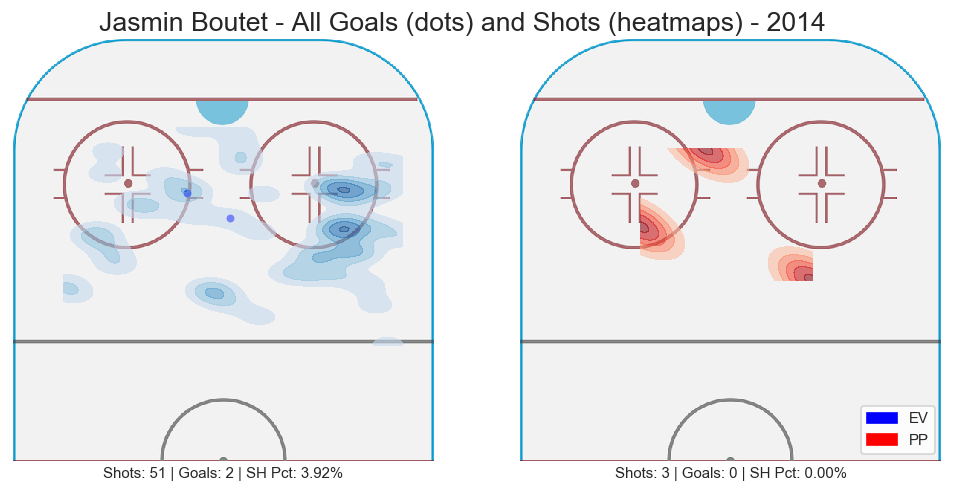 Jasmin Boutet - All Goals (dots) and Shots (heatmaps) - 2014
EV
PP
Shots: 51 | Goals: 2 | SH Pct: 3.92%
Shots: 3 | Goals: 0 | SH Pct: 0.00%